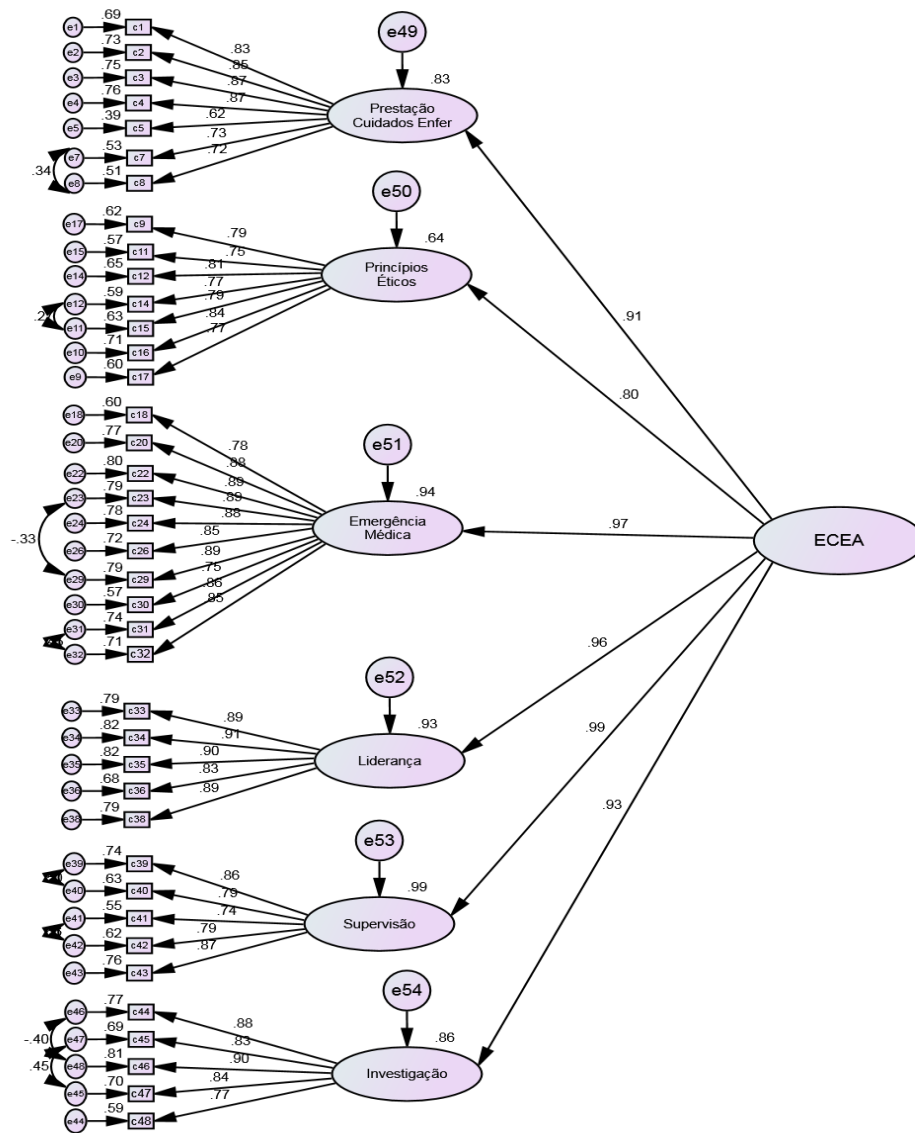 e49
.83
Prestação
Cuidados Enfer
e1 .69 c1 .83
e2 .73 c2 .85
e3 .75 c3 .87
e4 .76 c4 .87
e5 .39 c5 .62
e7 .53 c7 .73
e8 .51 c8 .72
.34
e50
.64
Princípios
Éticos
e17 .62 c9 .79
e15 .57 c11 .75
e14 .65 c12 .81
e12 .59 c14 .77
e11 .63 c15 .79
e10 .71 c16 .84
e9 .60 c17 .77
e51
.94
Emergência
Médica
e18 .60 c18 .78
e20 .77 c20 .88
e22 .80 c22 .89
e23 .79 c23 .89
e24 .78 c24 .88
e26 .72 c26 .85
e29 .79 c29 .89
e30 .57 c30 .75
e31 .74 c31 .86
e32 .71 c32 .85
-.33
e52
.93
Liderança
e33 .79 c33 .89
e34 .82 c34 .91
e35 .82 c35 .90
e36 .68 c36 .83
e38 .79 c38 .89
e53
.99
Supervisão
e39 .74 c39 .86
e40 .63 c40 .79
e41 .55 c41 .74
e42 .62 c42 .79
e43 .76 c43 .87
e54
.86
Investigação
e46 .77 c44 .88
e47 .69 c45 .83
e48 .81 c46 .90
e45 .70 c47 .84
e44 .59 c48 .77
-.40
.45
.91
.80
.97
.96
.99
.93
ECEA